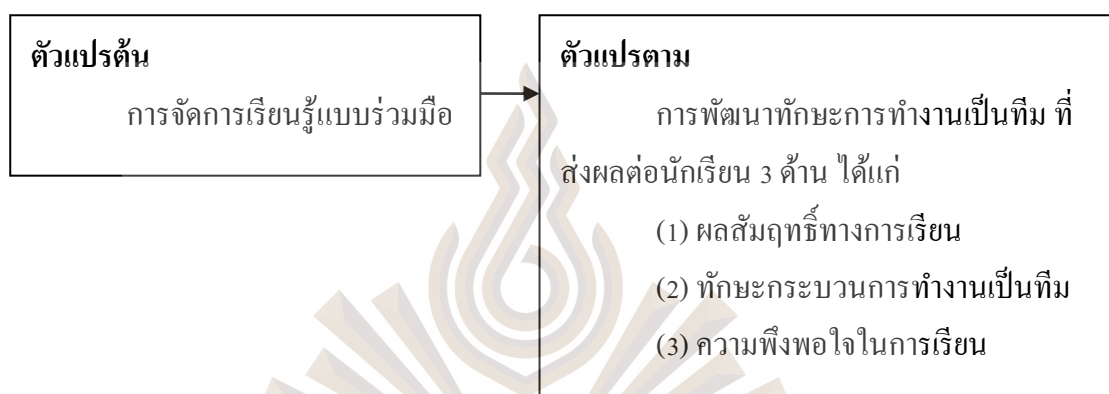 ตัวแปรต้น
การจัดการเรียนรู้แบบร่วมมือ
ตัวแปรตาม
การพัฒนาทักษะการทำงานเป็นทีม ที่
ส่งผลต่อนักเรียน 3 ด้าน ได้แก่
(1) ผลสัมฤทธิ์ทางการเรียน
(2) ทักษะกระบวนการทำงานเป็นทีม
(3) ความพึงพอใจในการเรียน